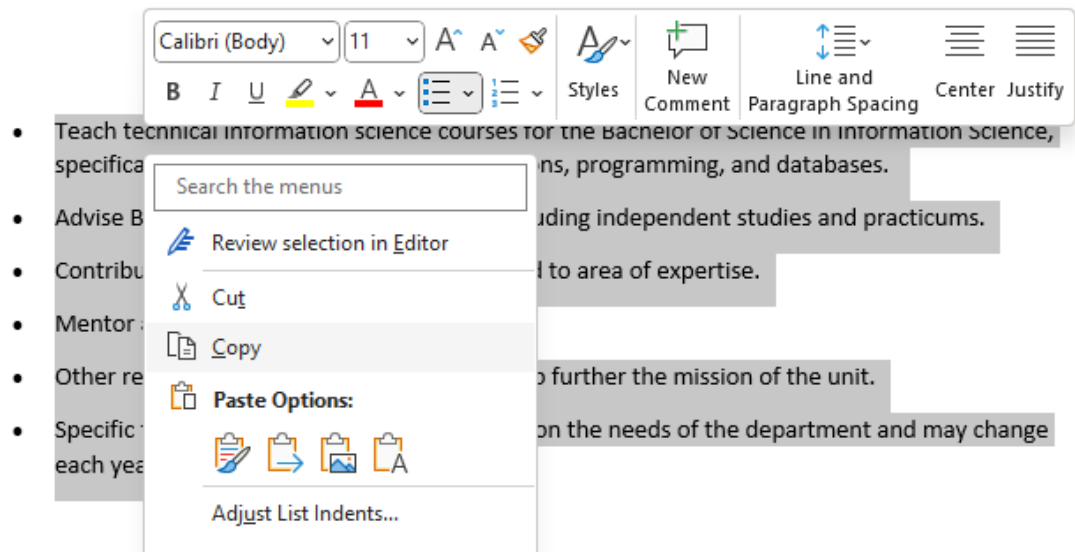 Calibri (Body) 11 A A
B I U A Styles New Comment Line and Paragraph Spacing Center Justify
• Teach technical information science courses for the Bachelor of Science in Information Science,
specifica ns, programming, and databases.
Search the menus
• Advise B uding independent studies and practicums.
Review selection in Editor
• Contribu d to area of expertise.
Cut
• Mentor
Copy
• Other re o further the mission of the unit.
Paste Options:
• Specific on the needs of the department and may change
each yea
Adjust List Indents...